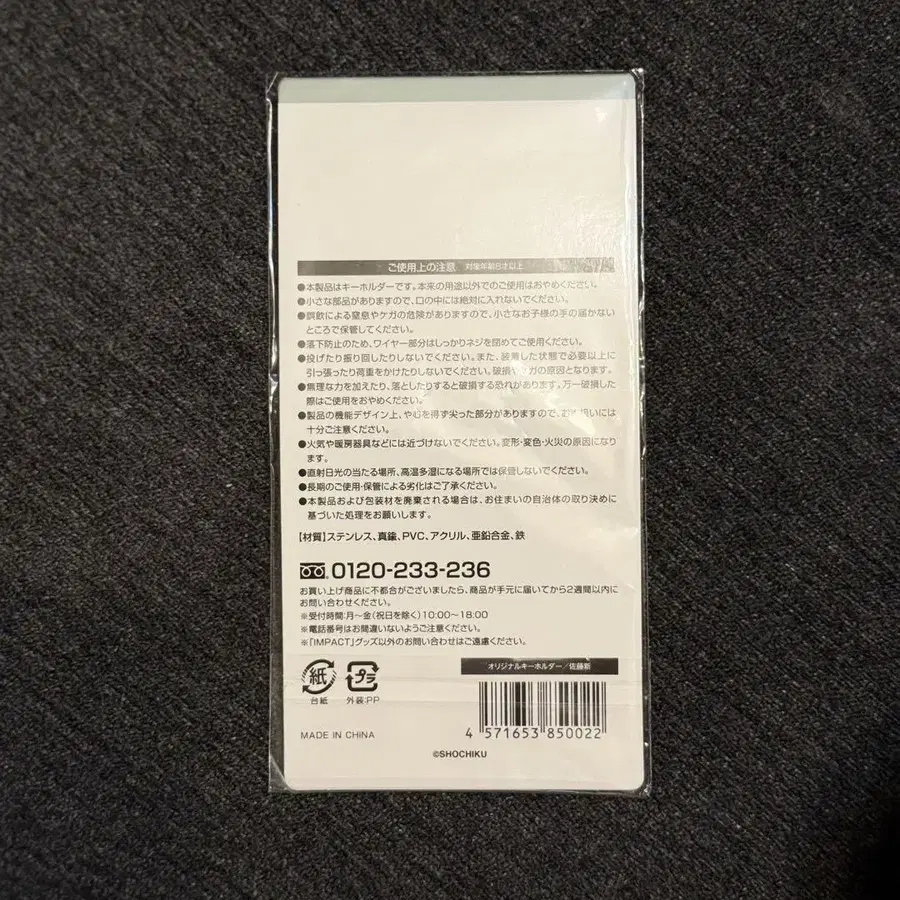 ご使用上の注意 対象年齢8才以上
●本製品はキーホルダーです。本来の用途以外でのご使用はおやめください。
●小さな部品がありますので、口の中には絶対に入れないでください。
●誤飲による窒息やケガの危険がありますので、小さなお子様の手の届かない
ところで保管してください。
●落下防止のため、ワイヤー部分はしっかりネジを閉めてご使用ください。
●投げたり振り回したりしないでください。また、装着した状態で必要以上に
引っ張ったり荷重をかけたりしないでください。破損やケガの原因となります。
●無理な力を加えたり、落としたりすると破損する恐れがあります。万一破損した
際はご使用をおやめください。
●製品の機能デザイン上、やむを得ず尖った部分がありますので、お取り扱いには
十分ご注意ください。
●火気や暖房器具などには近づけないでください。変形・変色・火災の原因になり
ます。
●直射日光の当たる場所、高温多湿になる場所では保管しないでください。
●長期のご使用・保管による劣化はご了承ください。
●本製品および包装材を廃棄される場合は、お住まいの自治体の取り決めに
基づいた処理をお願いします。
【材質】ステンレス、真鍮、PVC、アクリル、亜鉛合金、鉄
0120-233-236
お買い上げ商品に不都合がございましたら、商品が手元に届いてから2週間以内に
お問い合わせください。
※受付時間:月〜金(祝日を除く)10:00〜18:00
※電話番号はお間違いないようご注意ください。
※「IMPACT」グッズ以外のお問い合わせはご遠慮ください。
オリジナルキーホルダー/佐藤新
紙
プラ
台紙
外装:PP
4 571653 850022
MADE IN CHINA
©SHOCHIKU